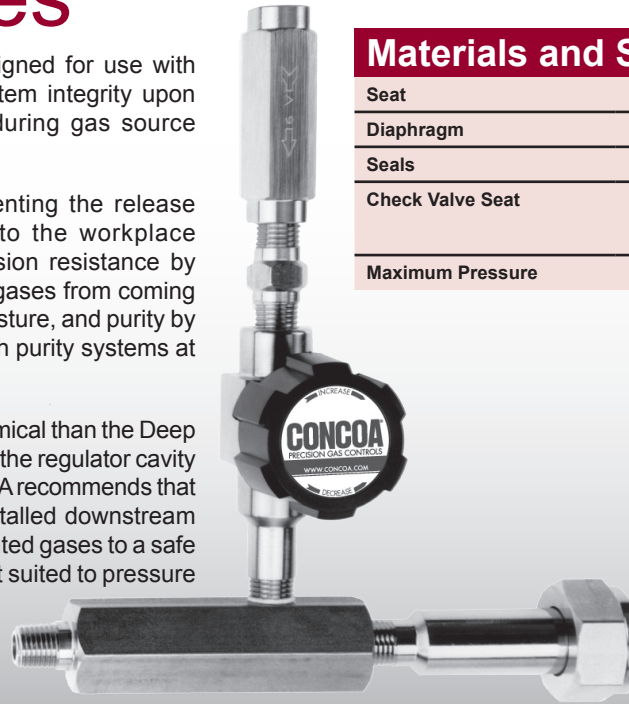 es
igned for use with
tem integrity upon
during gas source
enting the release
to the workplace
sion resistance by
gases from coming
sture, and purity by
h purity systems at
mical than the Deep
the regulator cavity
A recommends that
talled downstream
ted gases to a safe
t suited to pressure
Materials and S
Seat
Diaphragm
Seals
Check Valve Seat
Maximum Pressure
INCREASE
CONCOA®
PRECISION GAS CONTROLS
WWW.CONCOA.COM
DECREASE